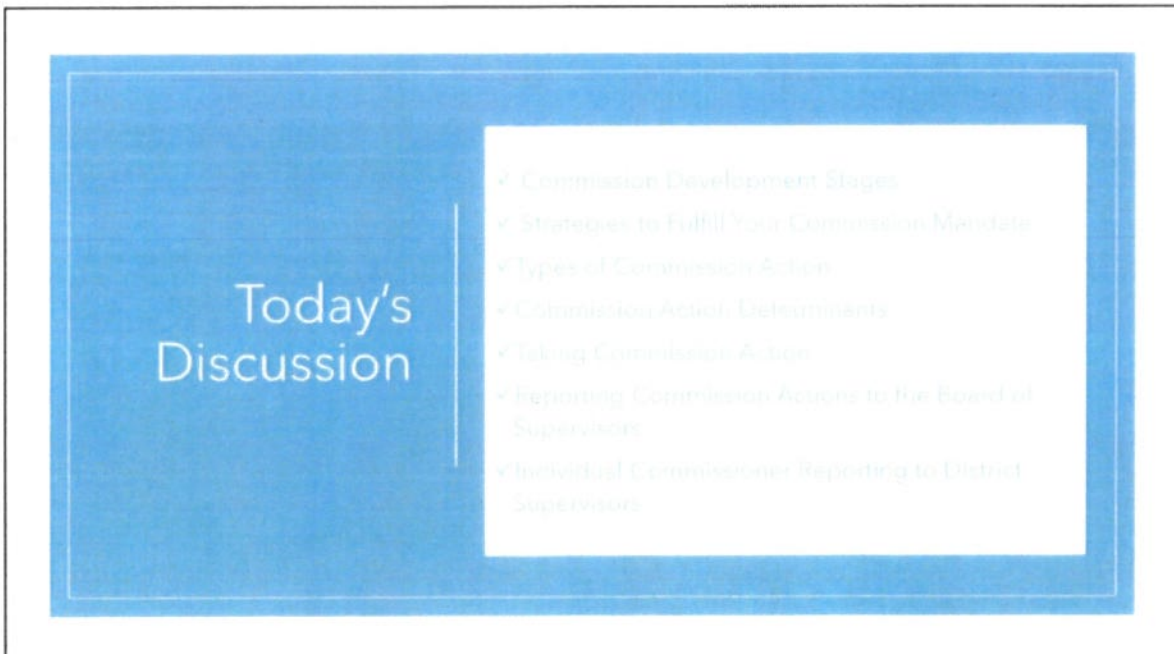 Today's
Discussion
✓ Commission Development Stages
✓ Strategies to Fulfill Your Commission Mandate
✓ Types of Commission Action
✓ Commission Action Determinants
✓ Taking Commission Action
✓ Reporting Commission Actions to the Board of
Supervisors
✓ Individual Commissioner Reporting to District
Supervisors